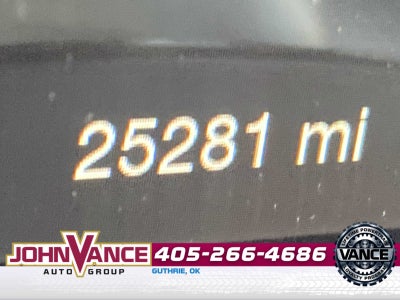 25281 mi
JOHN VANCE 405-266-4686
AUTO GROUP GUTHRIE, OK
VANCE